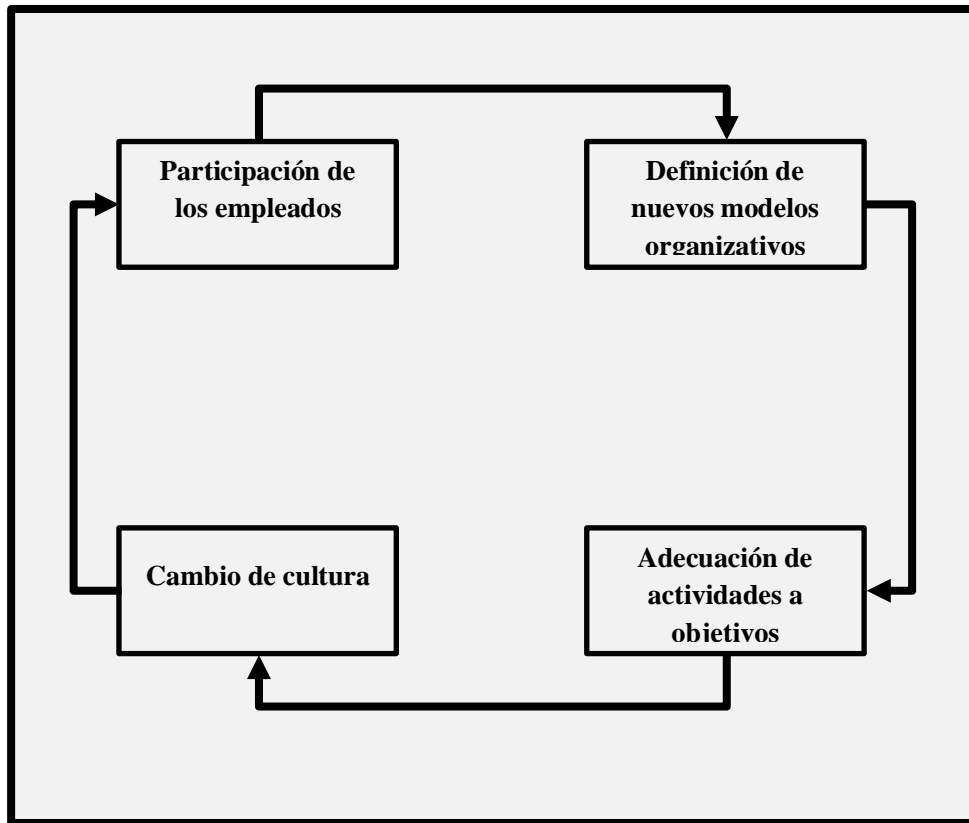 Participación de
los empleados
Definición de
nuevos modelos
organizativos
Cambio de cultura
Adecuación de
actividades a
objetivos